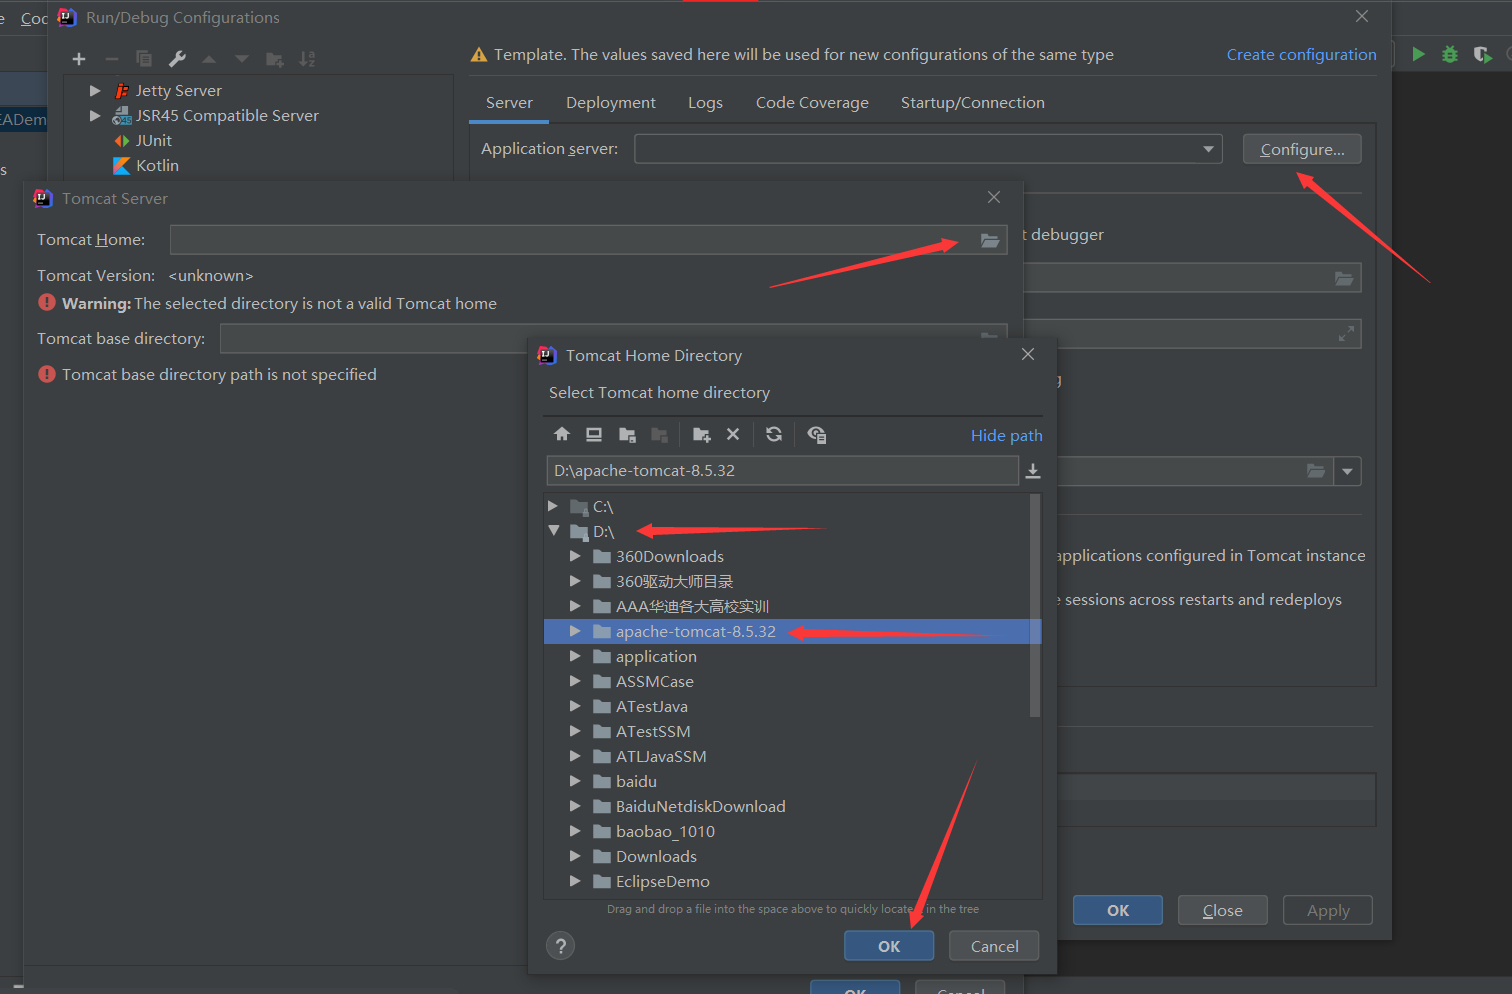 Run/Debug Configurations
Template. The values saved here will be used for new configurations of the same type
Create configuration
Jetty Server
JSR45 Compatible Server
JUnit
Kotlin
EADem
s
Server
Deployment
Logs
Code Coverage
Startup/Connection
Application server:
Configure...
t debugger
applications configured in Tomcat instance
e sessions across restarts and redeploys
OK
Close
Apply
Tomcat Server
Tomcat Home:
Tomcat Version: <unknown>
Warning: The selected directory is not a valid Tomcat home
Tomcat base directory:
Tomcat base directory path is not specified
Tomcat Home Directory
Select Tomcat home directory
Hide path
D:\apache-tomcat-8.5.32
C:\
D:\
360Downloads
360驱动大师目录
AAA华迪各大高校实训
apache-tomcat-8.5.32
application
ASSMCase
ATestJava
ATestSSM
ATLJavaSSM
baidu
BaiduNetdiskDownload
baobao_1010
Downloads
EclipseDemo
Drag and drop a file into the space above to quickly locate in the tree
?
OK
Cancel
OK
Cancel